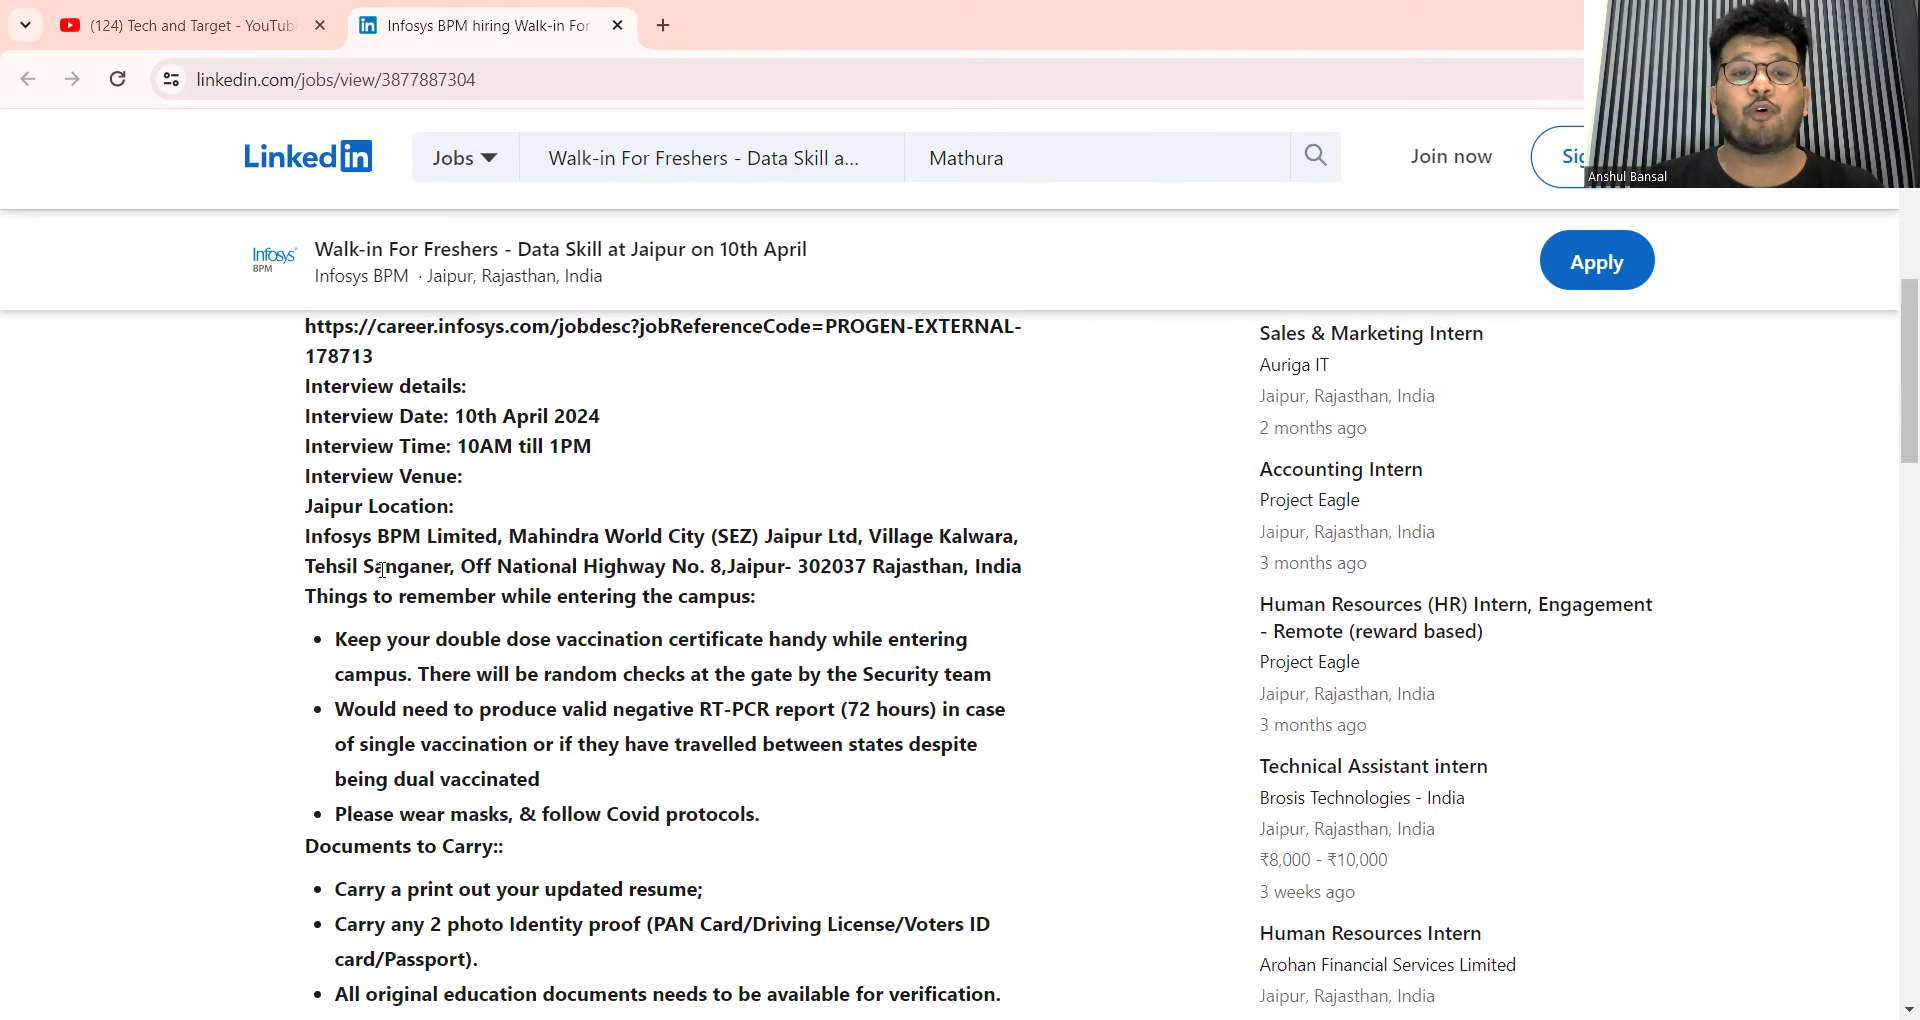 (124) Tech and Target - YouTub
Infosys BPM hiring Walk-in For
linkedin.com/jobs/view/3877887304
Linked in
Jobs
Walk-in For Freshers - Data Skill a...
Mathura
Join now
Sig
Anshul Bansal
Infosys BPM
Walk-in For Freshers - Data Skill at Jaipur on 10th April
Infosys BPM · Jaipur, Rajasthan, India
Apply
https://career.infosys.com/jobdesc?jobReferenceCode=PROGEN-EXTERNAL-
178713
Interview details:
Interview Date: 10th April 2024
Interview Time: 10AM till 1PM
Interview Venue:
Jaipur Location:
Infosys BPM Limited, Mahindra World City (SEZ) Jaipur Ltd, Village Kalwara,
Tehsil Sanganer, Off National Highway No. 8,Jaipur- 302037 Rajasthan, India
Things to remember while entering the campus:
• Keep your double dose vaccination certificate handy while entering
campus. There will be random checks at the gate by the Security team
• Would need to produce valid negative RT-PCR report (72 hours) in case
of single vaccination or if they have travelled between states despite
being dual vaccinated
• Please wear masks, & follow Covid protocols.
Documents to Carry::
• Carry a print out your updated resume;
• Carry any 2 photo Identity proof (PAN Card/Driving License/Voters ID
card/Passport).
• All original education documents needs to be available for verification.
Sales & Marketing Intern
Auriga IT
Jaipur, Rajasthan, India
2 months ago
Accounting Intern
Project Eagle
Jaipur, Rajasthan, India
3 months ago
Human Resources (HR) Intern, Engagement
- Remote (reward based)
Project Eagle
Jaipur, Rajasthan, India
3 months ago
Technical Assistant intern
Brosis Technologies - India
Jaipur, Rajasthan, India
₹8,000 - ₹10,000
3 weeks ago
Human Resources Intern
Arohan Financial Services Limited
Jaipur, Rajasthan, India